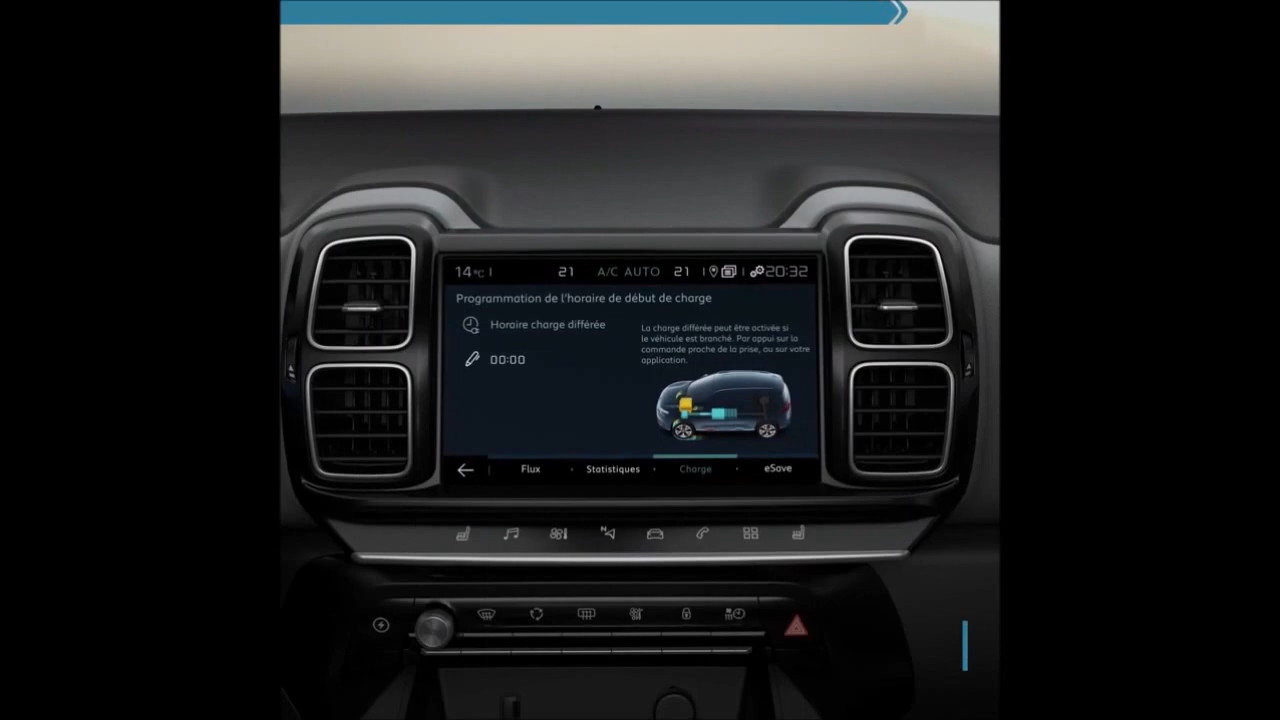 14°C 21 A/C AUTO 21 20:32
Programmation de l'horaire de début de charge
Horaire charge différée
00:00
La charge différée peut être activée si
le véhicule est branché. Par appui sur la
commande proche de la prise, ou sur votre
application.
Flux · Statistiques · Charge · eSave